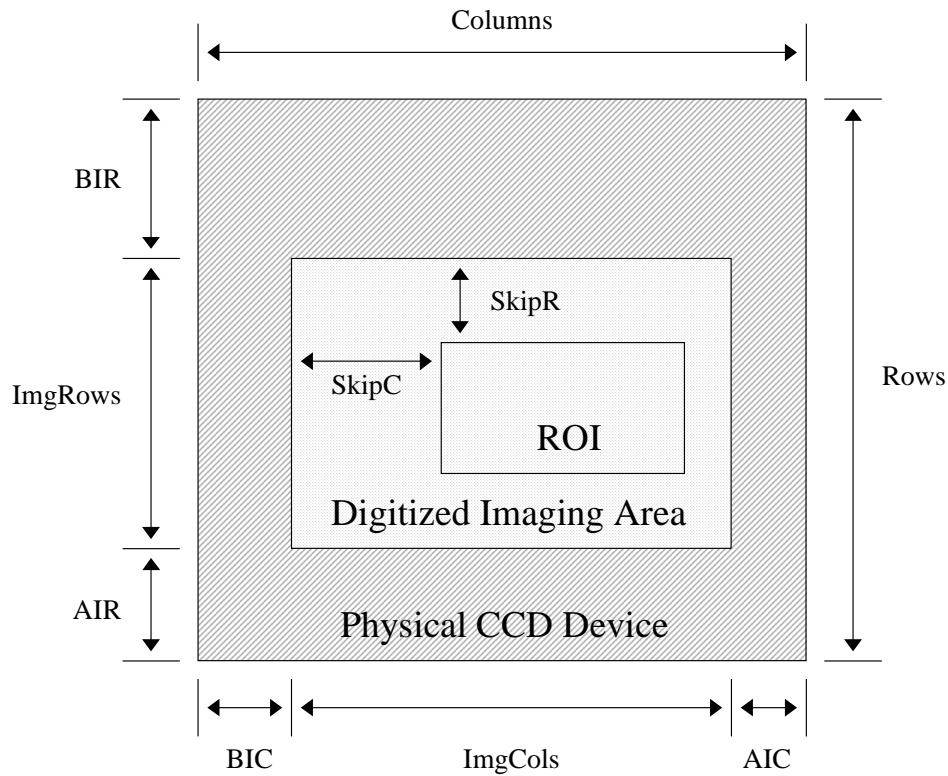 Columns
BIR
SkipR
SkipC
ImgRows
Rows
ROI
Digitized Imaging Area
AIR
Physical CCD Device
BIC
ImgCols
AIC